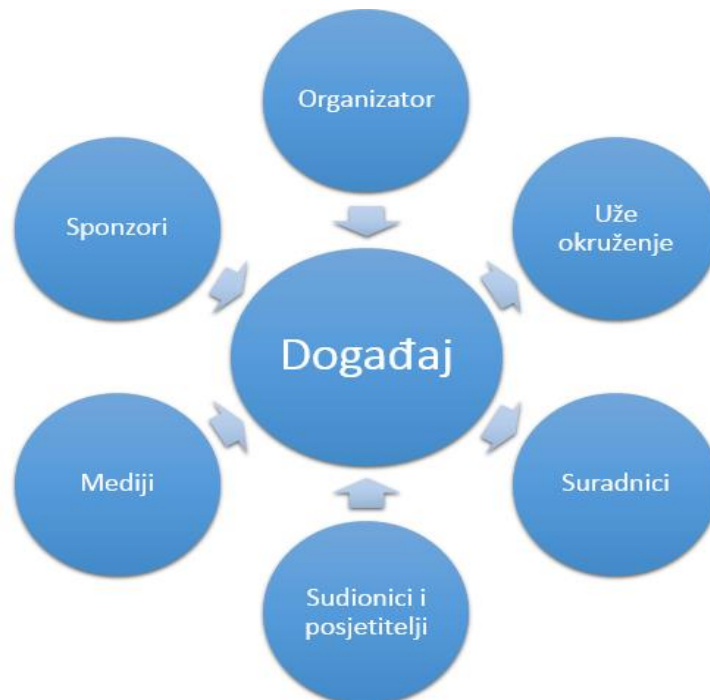 Organizator
Sponzori
Uže
okruženje
Događaj
Mediji
Suradnici
Sudionici i
posjetitelji